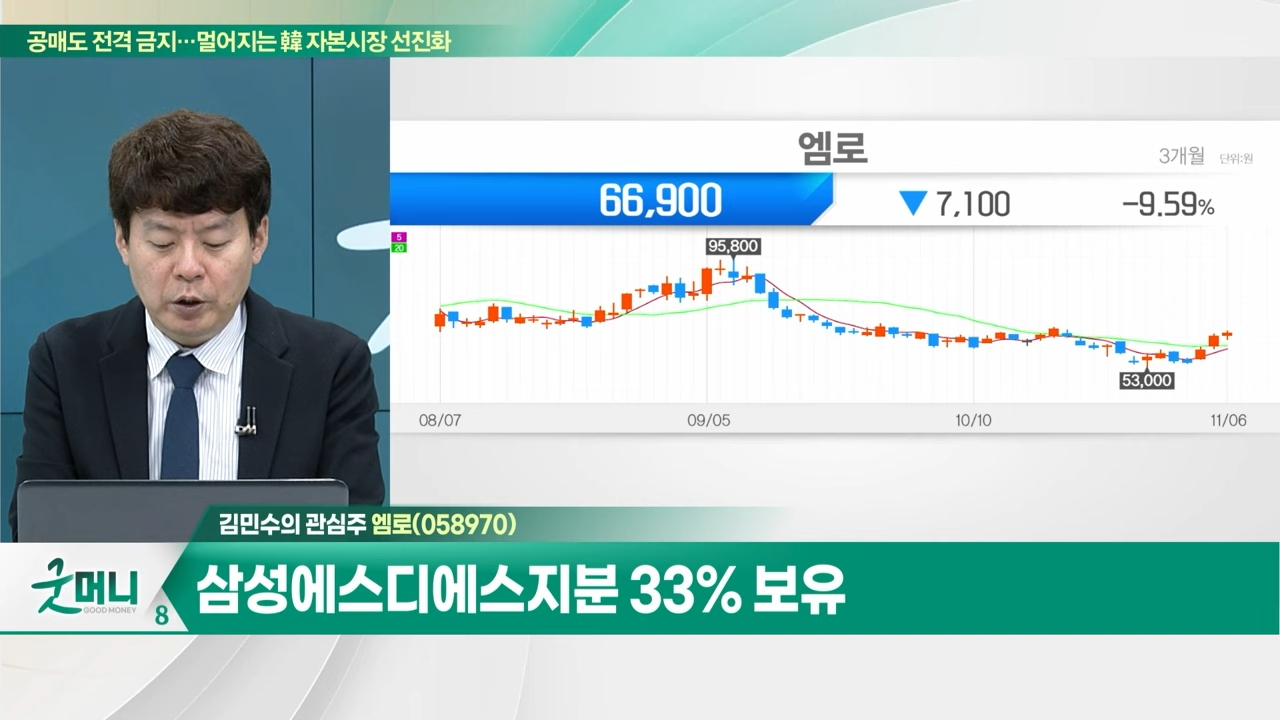 공매도 전격 금지…멀어지는 韓 자본시장 선진화
엠로
3개월 단위:원
66,900 ▼ 7,100 -9.59%
5
20
95,800
53,000
08/07 09/05 10/10 11/06
김민수의 관심주 엠로(058970)
굿머니
GOOD MONEY
8
삼성에스디에스지분 33% 보유